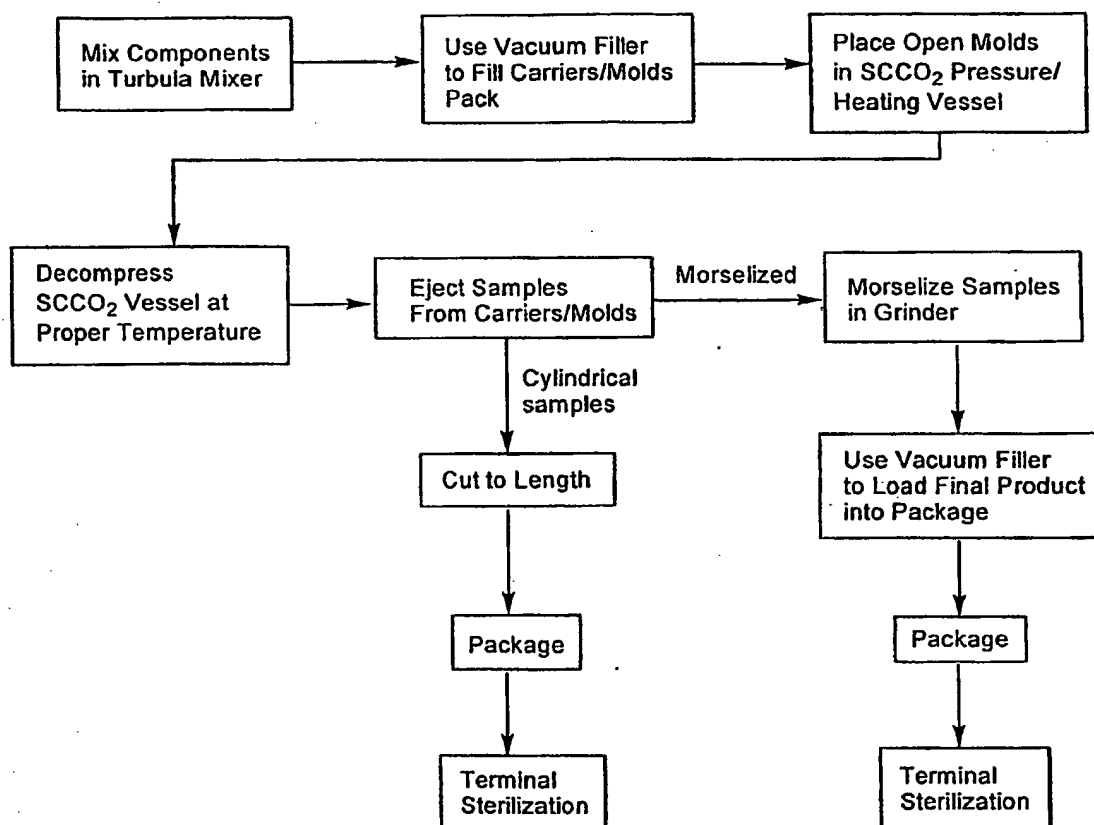 Mix Components
in Turbula Mixer
Use Vacuum Filler
to Fill Carriers/Molds
Pack
Place Open Molds
in SCCO₂ Pressure/
Heating Vessel
Decompress
SCCO₂ Vessel at
Proper Temperature
Eject Samples
From Carriers/Molds
Morselized
Morselize Samples
in Grinder
Cylindrical
samples
Cut to Length
Use Vacuum Filler
to Load Final Product
into Package
Package
Package
Terminal
Sterilization
Terminal
Sterilization